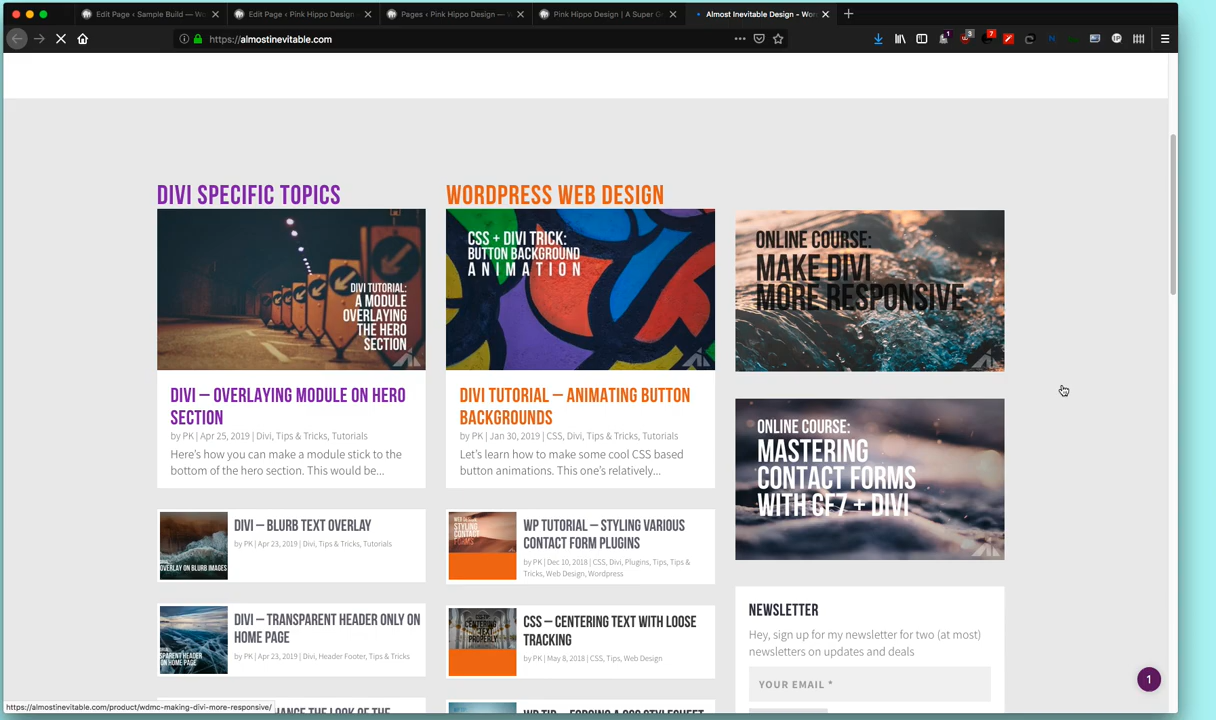 Edit Page ‹ Sample Build — Wo
Edit Page ‹ Pink Hippo Design
Pages ‹ Pink Hippo Design —
Pink Hippo Design | A Super G
Almost Inevitable Design - Wor
https://almostinevitable.com
1
3
7
DIVI SPECIFIC TOPICS
DIVI TUTORIAL:
A MODULE
OVERLAYING
THE HERO
SECTION
DIVI – OVERLAYING MODULE ON HERO
SECTION
by PK | Apr 25, 2019 | Divi, Tips & Tricks, Tutorials
Here's how you can make a module stick to the
bottom of the hero section. This would be...
OVERLAY ON BLURB IMAGES
DIVI – BLURB TEXT OVERLAY
by PK | Apr 23, 2019 | Divi, Tips & Tricks, Tutorials
ON HOME PAGE
DIVI – TRANSPARENT HEADER ONLY ON
HOME PAGE
by PK | Apr 23, 2019 | Divi, Header Footer, Tips & Tricks
WORDPRESS WEB DESIGN
CSS + DIVI TRICK:
BUTTON BACKGROUND
ANIMATION
DIVI TUTORIAL – ANIMATING BUTTON
BACKGROUNDS
by PK | Jan 30, 2019 | CSS, Divi, Tips & Tricks, Tutorials
Let's learn how to make some cool CSS based
button animations. This one's relatively...
STYLING
CONTACT
FORMS
WP TUTORIAL – STYLING VARIOUS
CONTACT FORM PLUGINS
by PK | Dec 10, 2018 | CSS, Divi, Plugins, Tips, Tips &
Tricks, Web Design, Wordpress
CENTERING
TEXT
PROPERLY
CSS – CENTERING TEXT WITH LOOSE
TRACKING
by PK | May 8, 2018 | CSS, Tips, Web Design
ONLINE COURSE:
MAKE DIVI
MORE RESPONSIVE
ONLINE COURSE:
MASTERING
CONTACT FORMS
WITH CF7 + DIVI
NEWSLETTER
Hey, sign up for my newsletter for two (at most)
newsletters on updates and deals
YOUR EMAIL *
1
https://almostinevitable.com/product/wdmc-making-divi-more-responsive/